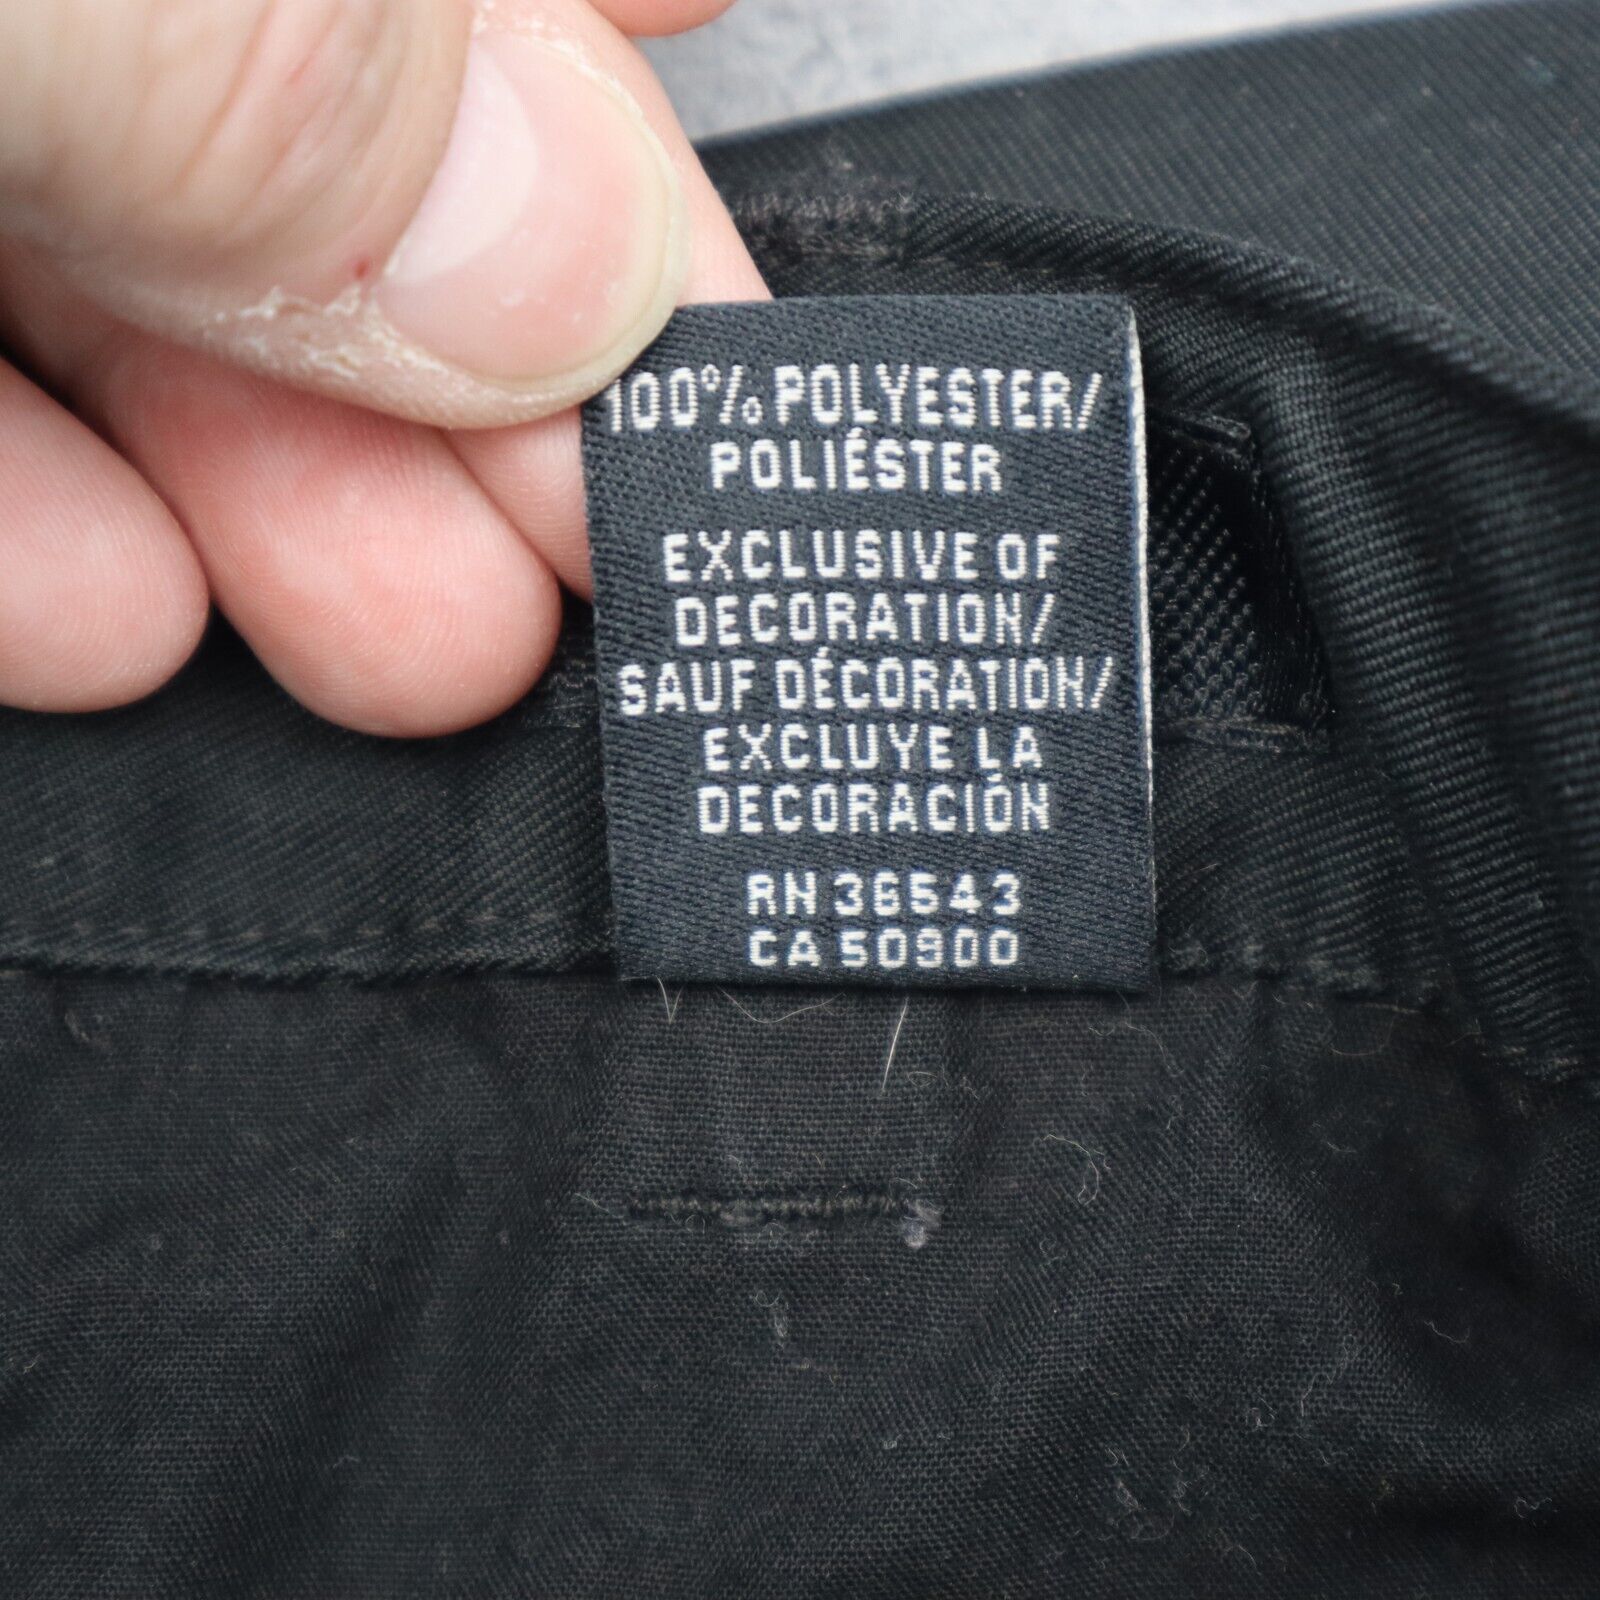 100% POLYESTER/
POLIÉSTER
EXCLUSIVE OF
DECORATION/
SAUF DÉCORATION/
EXCLUYE LA
DECORACIÓN
RN 36543
CA 50900